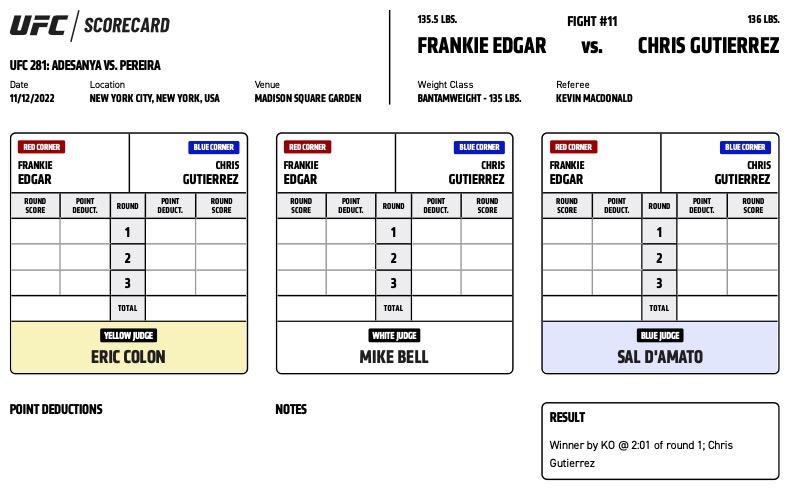 UFC SCORECARD
UFC 281: ADESANYA VS. PEREIRA
Date Location Venue
11/12/2022 NEW YORK CITY, NEW YORK, USA MADISON SQUARE GARDEN
135.5 LBS. FIGHT #11 136 LBS.
FRANKIE EDGAR vs. CHRIS GUTIERREZ
Weight Class Referee
BANTAMWEIGHT - 135 LBS. KEVIN MACDONALD
RED CORNER BLUE CORNER
FRANKIE CHRIS
EDGAR GUTIERREZ
ROUND POINT ROUND POINT ROUND
SCORE DEDUCT. DEDUCT. SCORE
1
2
3
TOTAL
YELLOW JUDGE
ERIC COLON
RED CORNER BLUE CORNER
FRANKIE CHRIS
EDGAR GUTIERREZ
ROUND POINT ROUND POINT ROUND
SCORE DEDUCT. DEDUCT. SCORE
1
2
3
TOTAL
WHITE JUDGE
MIKE BELL
RED CORNER BLUE CORNER
FRANKIE CHRIS
EDGAR GUTIERREZ
ROUND POINT ROUND POINT ROUND
SCORE DEDUCT. DEDUCT. SCORE
1
2
3
TOTAL
BLUE JUDGE
SAL D'AMATO
POINT DEDUCTIONS
NOTES
RESULT
Winner by KO @ 2:01 of round 1; Chris
Gutierrez